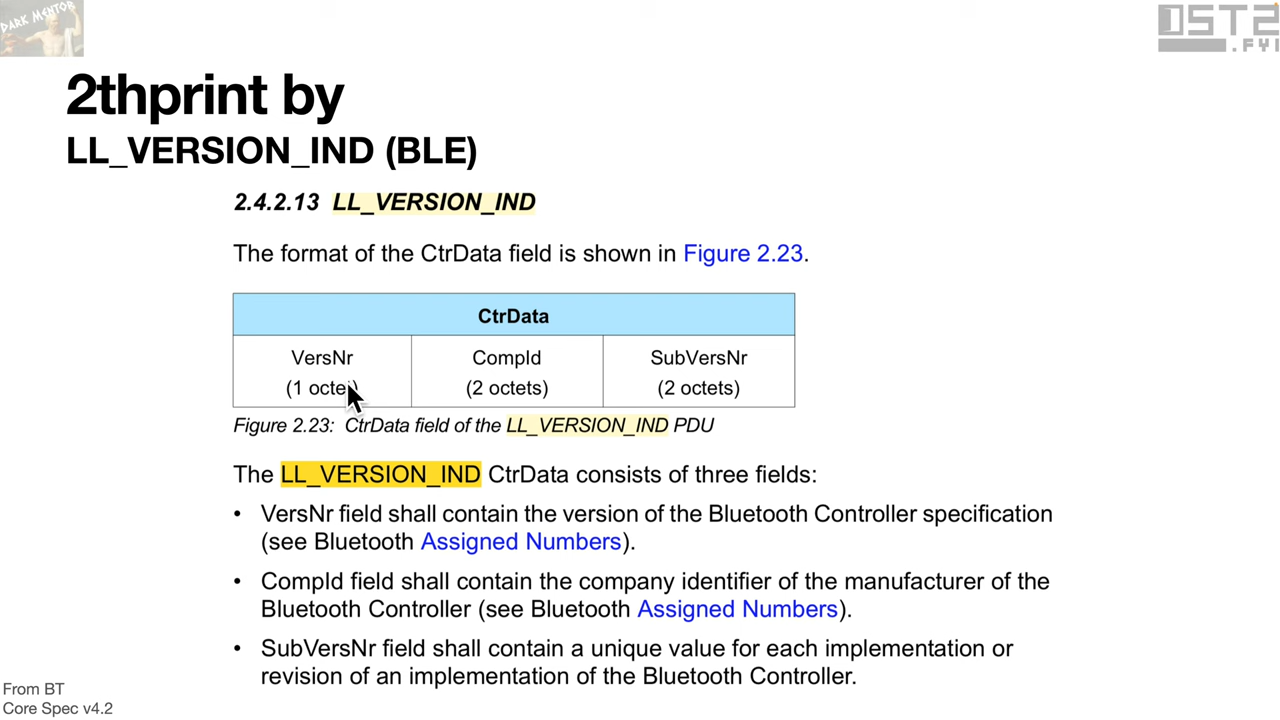 DARK MENTOR
OST2
.FYI
2thprint by
LL_VERSION_IND (BLE)
2.4.2.13 LL_VERSION_IND
The format of the CtrData field is shown in Figure 2.23.
CtrData
VersNr CompId SubVersNr
(1 octet) (2 octets) (2 octets)
Figure 2.23: CtrData field of the LL_VERSION_IND PDU
The LL_VERSION_IND CtrData consists of three fields:
• VersNr field shall contain the version of the Bluetooth Controller specification
(see Bluetooth Assigned Numbers).
• CompId field shall contain the company identifier of the manufacturer of the
Bluetooth Controller (see Bluetooth Assigned Numbers).
• SubVersNr field shall contain a unique value for each implementation or
revision of an implementation of the Bluetooth Controller.
From BT
Core Spec v4.2